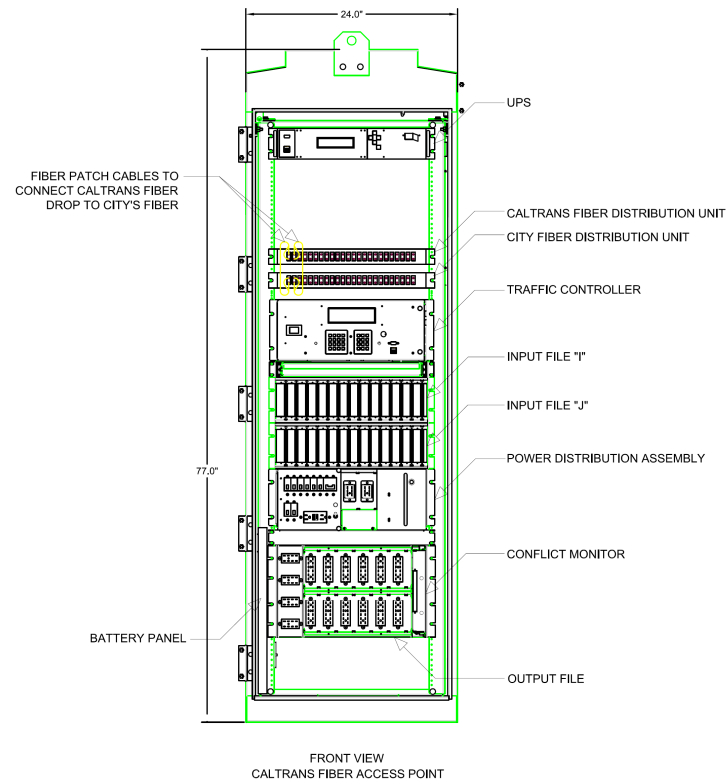 24.0"
UPS
FIBER PATCH CABLES TO
CONNECT CALTRANS FIBER
DROP TO CITY'S FIBER
CALTRANS FIBER DISTRIBUTION UNIT
CITY FIBER DISTRIBUTION UNIT
TRAFFIC CONTROLLER
INPUT FILE "I"
INPUT FILE "J"
77.0"
POWER DISTRIBUTION ASSEMBLY
CONFLICT MONITOR
BATTERY PANEL
OUTPUT FILE
FRONT VIEW
CALTRANS FIBER ACCESS POINT